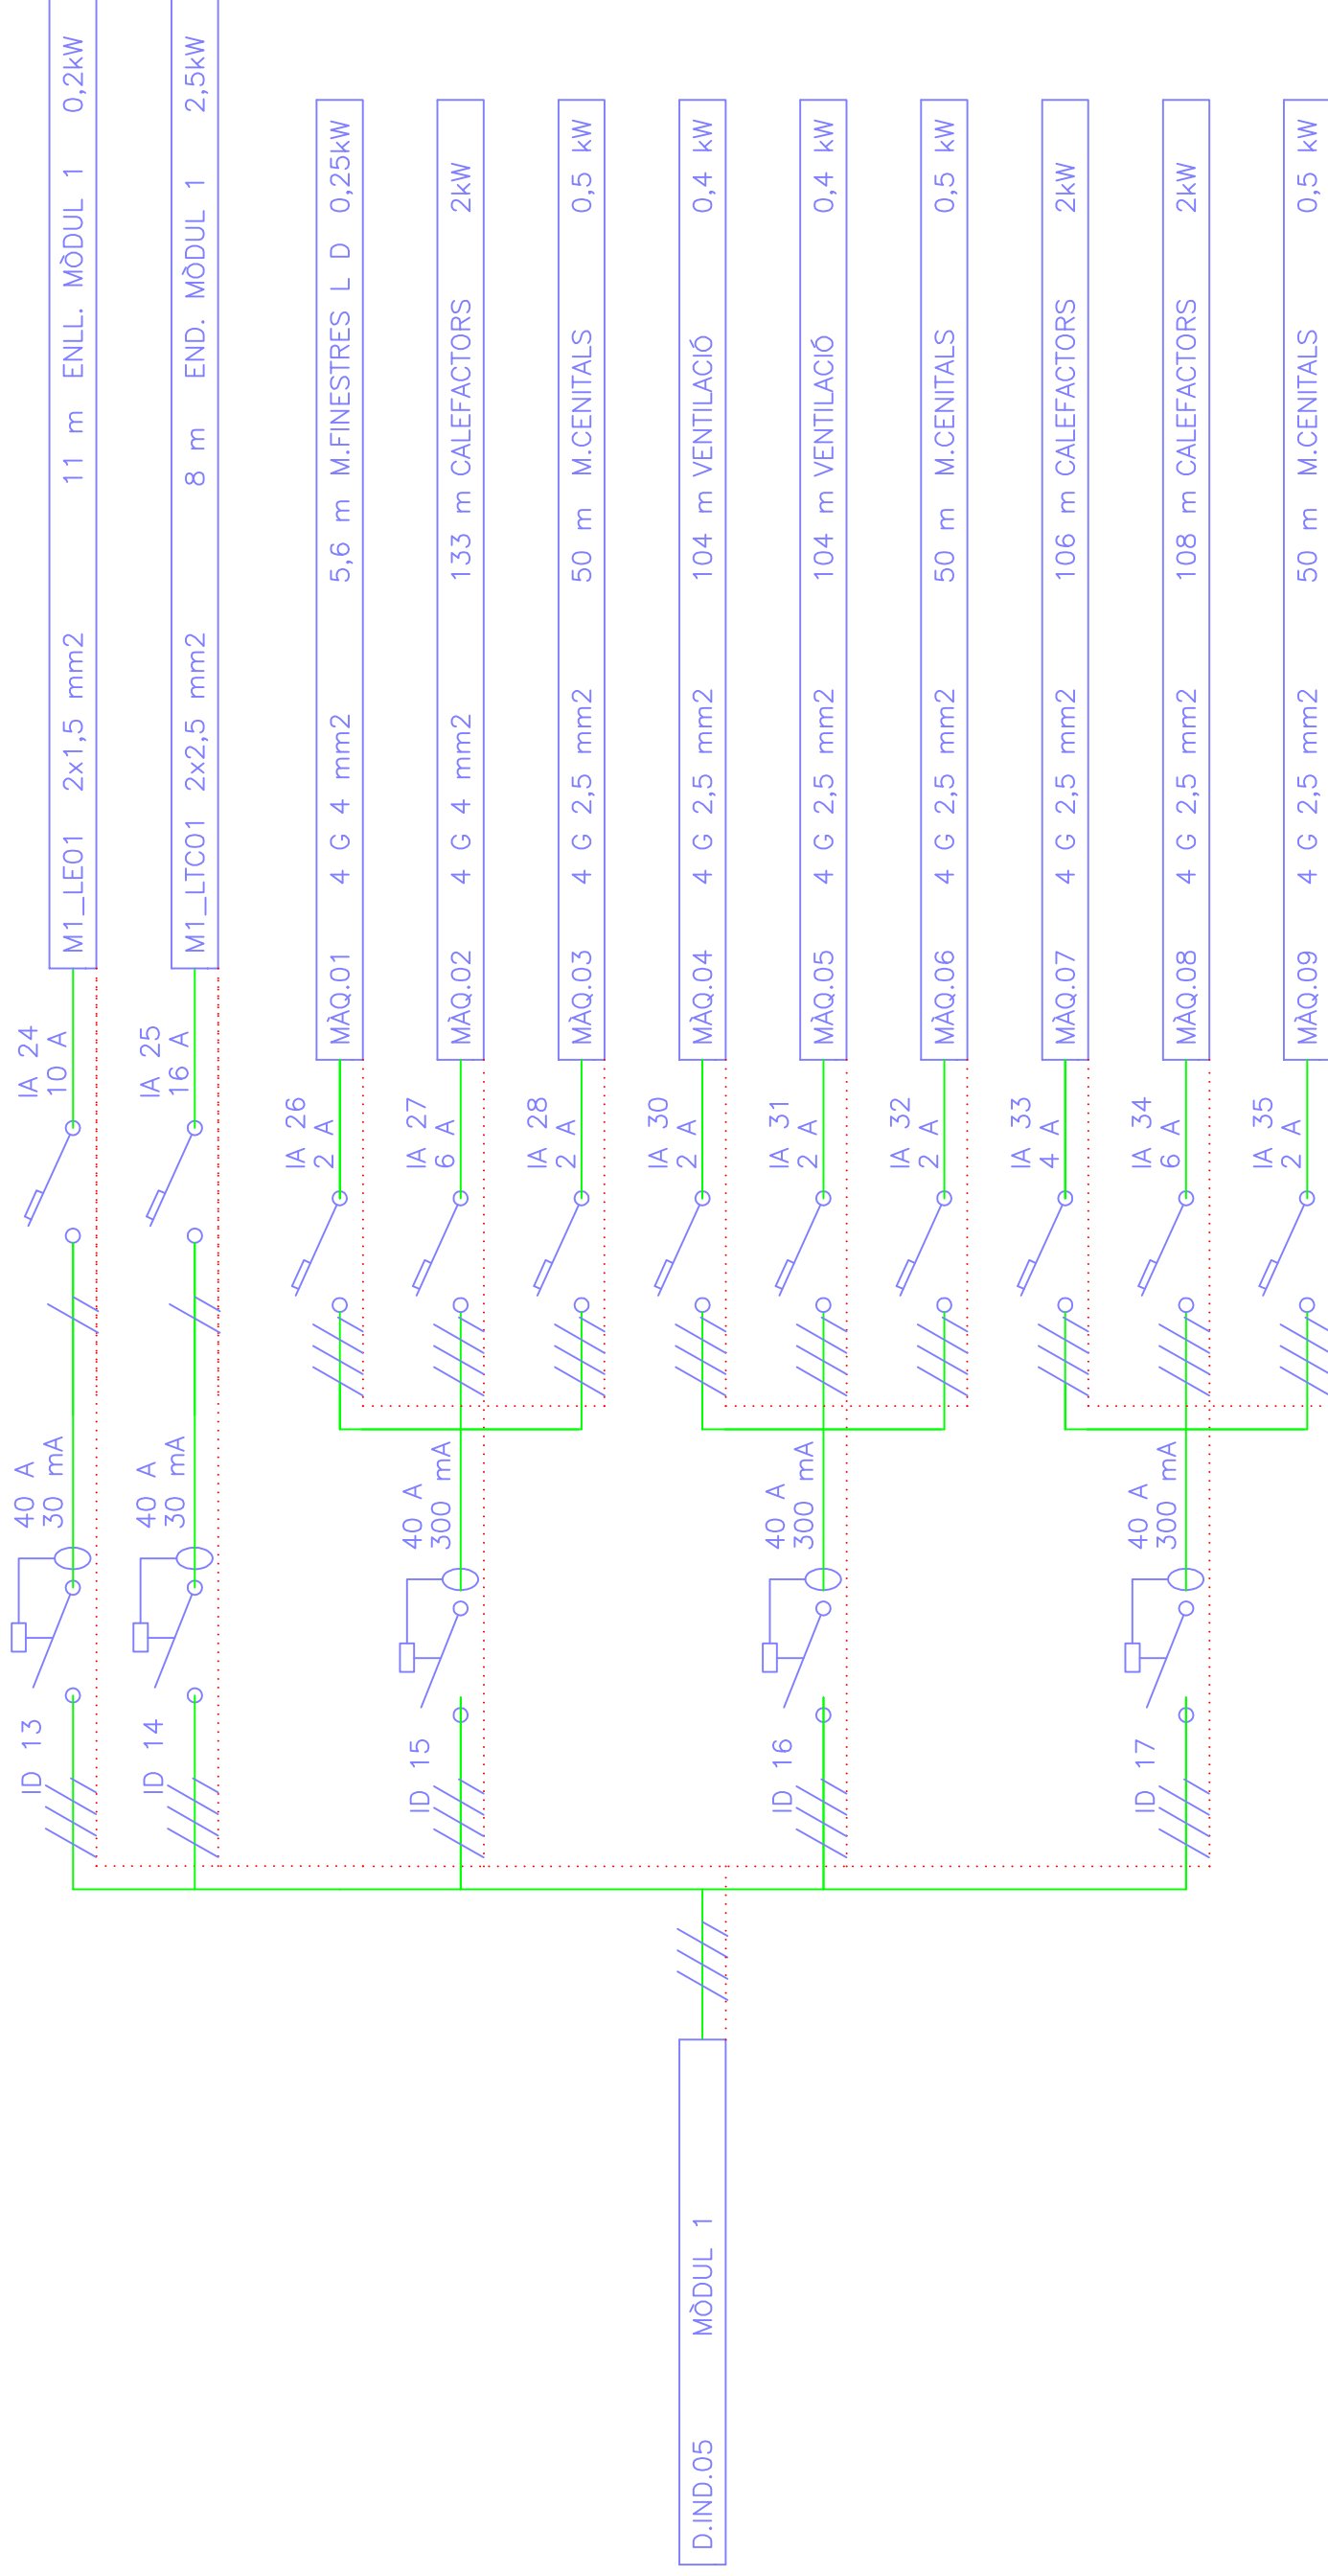 M1_LE01 2x1,5 mm2 11 m ENLL. MÒDUL 1 0,2kW
IA 24
10 A
40 A
30 mA
ID 13
M1_LTC01 2x2,5 mm2 8 m END. MÒDUL 1 2,5kW
IA 25
16 A
40 A
30 mA
ID 14
MÀQ.01 4 G 4 mm2 5,6 m M.FINESTRES L D 0,25kW
IA 26
2 A
MÀQ.02 4 G 4 mm2 133 m CALEFACTORS 2kW
IA 27
6 A
40 A
300 mA
ID 15
MÀQ.03 4 G 2,5 mm2 50 m M.CENITALS 0,5 kW
IA 28
2 A
MÀQ.04 4 G 2,5 mm2 104 m VENTILACIÓ 0,4 kW
IA 30
2 A
MÀQ.05 4 G 2,5 mm2 104 m VENTILACIÓ 0,4 kW
IA 31
2 A
40 A
300 mA
ID 16
MÀQ.06 4 G 2,5 mm2 50 m M.CENITALS 0,5 kW
IA 32
2 A
MÀQ.07 4 G 2,5 mm2 106 m CALEFACTORS 2kW
IA 33
4 A
MÀQ.08 4 G 2,5 mm2 108 m CALEFACTORS 2kW
IA 34
6 A
40 A
300 mA
ID 17
MÀQ.09 4 G 2,5 mm2 50 m M.CENITALS 0,5 kW
IA 35
2 A
D.IND.05 MÒDUL 1